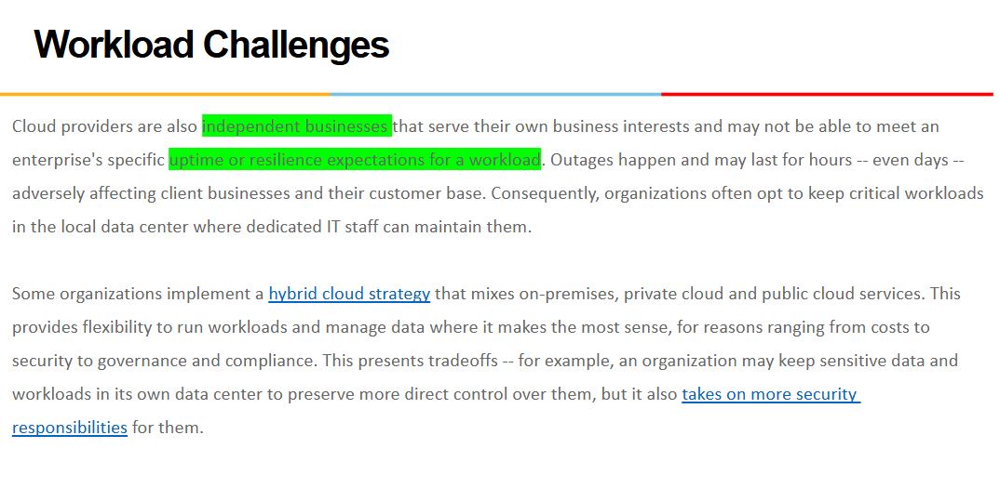 Workload Challenges
Cloud providers are also independent businesses that serve their own business interests and may not be able to meet an
enterprise's specific uptime or resilience expectations for a workload. Outages happen and may last for hours -- even days --
adversely affecting client businesses and their customer base. Consequently, organizations often opt to keep critical workloads
in the local data center where dedicated IT staff can maintain them.
Some organizations implement a hybrid cloud strategy that mixes on-premises, private cloud and public cloud services. This
provides flexibility to run workloads and manage data where it makes the most sense, for reasons ranging from costs to
security to governance and compliance. This presents tradeoffs -- for example, an organization may keep sensitive data and
workloads in its own data center to preserve more direct control over them, but it also takes on more security
responsibilities for them.